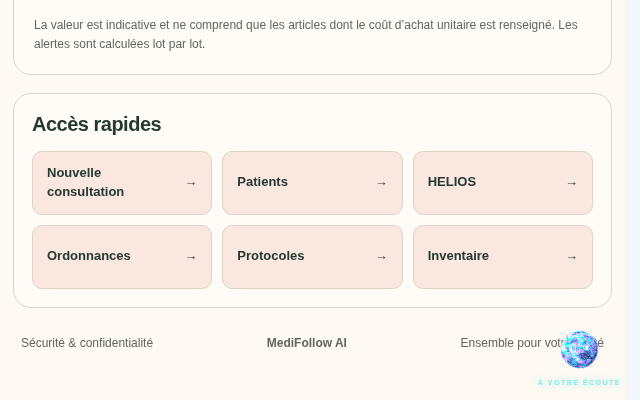 La valeur est indicative et ne comprend que les articles dont le coût d'achat unitaire est renseigné. Les
alertes sont calculées lot par lot.
Accès rapides
Nouvelle
consultation →
Patients →
HELIOS →
Ordonnances →
Protocoles →
Inventaire →
Sécurité & confidentialité
MediFollow AI
Ensemble pour
À VOTRE ÉCOUTE